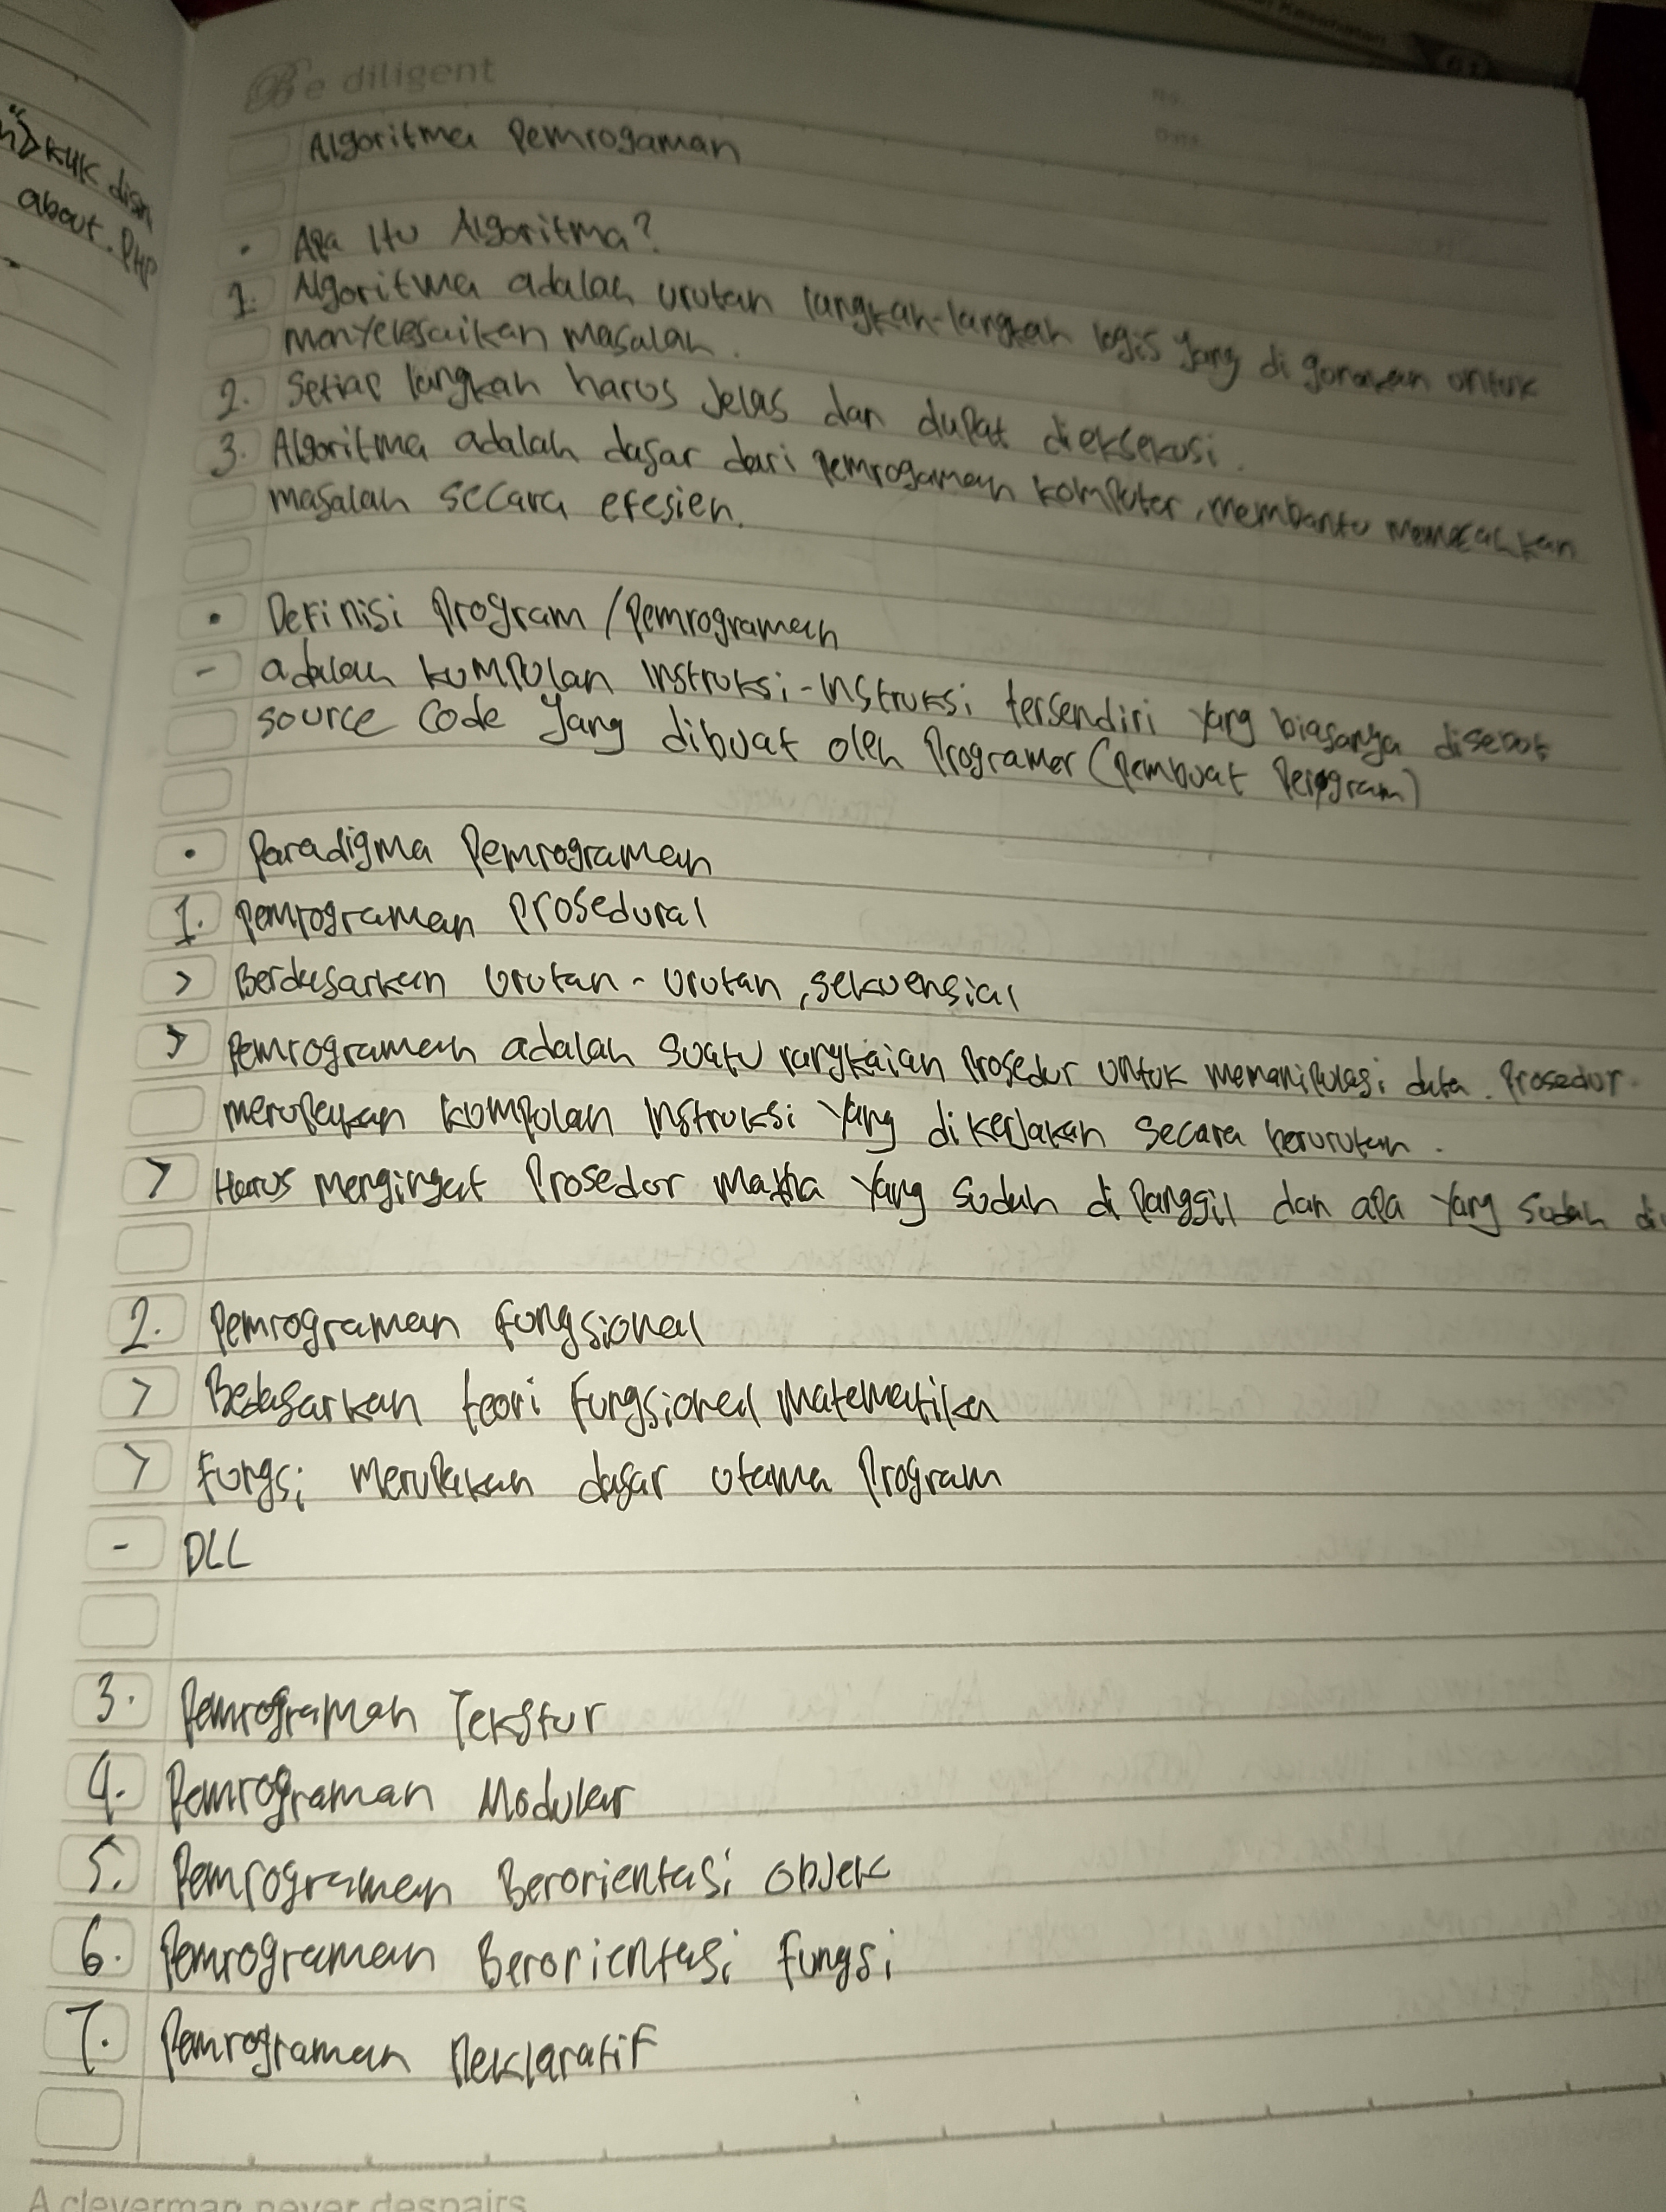 Be diligent
Algoritma Pemrogaman
• Apa Itu Algoritma?
1. Algoritma adalah urutan langkah-langkah logis yang di gunakan untuk
menyelesaikan masalah.
2. Setiap langkah harus Jelas dan dapat dieksekusi.
3. Algoritma adalah dasar dari pemrogaman komputer, membantu memecahkan
masalah secara efesien.
• Definisi Program / Pemrograman
- adalah kumpulan instruksi-instruksi tersendiri yang biasanya disebut
source code yang dibuat oleh Programer (Pembuat Perogram)
• Paradigma Pemrograman
1. Pemrograman Prosedural
> Berdasarkan urutan-urutan, sekuensial
> Pemrograman adalah suatu rangkaian Prosedur untuk memanipulasi data. Prosedur
merupakan kumpulan instruksi yang dikerjakan secara berurutan.
> Harus mengingat Prosedur yang sudah di Panggil dan apa yang sudah
2. Pemrograman fungsional
> Bedasarkan teori fungsional Matematika
> Fungsi Merupakan dasar utama Program
- DLL
3. Pemrograman Tekstur
4. Pemrograman Modular
5. Pemrograman Berorientasi Objek
6. Pemrograman Berorientasi fungsi
7. Pemrograman Deklaratif
A cleverman never despairs
KliK disn
about.PHP